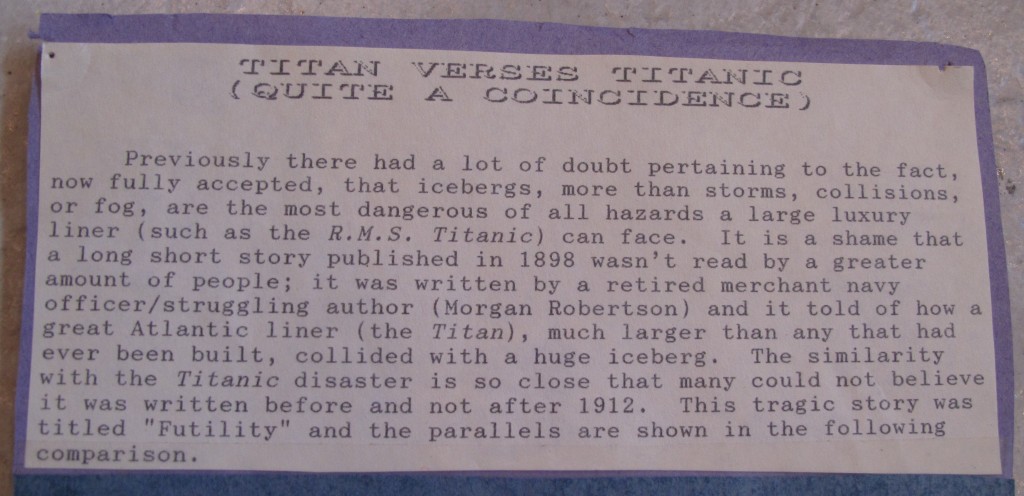 TITAN VERSES TITANIC
(QUITE A COINCIDENCE)
Previously there had a lot of doubt pertaining to the fact,
now fully accepted, that icebergs, more than storms, collisions,
or fog, are the most dangerous of all hazards a large luxury
liner (such as the R.M.S. Titanic) can face. It is a shame that
a long short story published in 1898 wasn't read by a greater
amount of people; it was written by a retired merchant navy
officer/struggling author (Morgan Robertson) and it told of how a
great Atlantic liner (the Titan), much larger than any that had
ever been built, collided with a huge iceberg. The similarity
with the Titanic disaster is so close that many could not believe
it was written before and not after 1912. This tragic story was
titled "Futility" and the parallels are shown in the following
comparison.